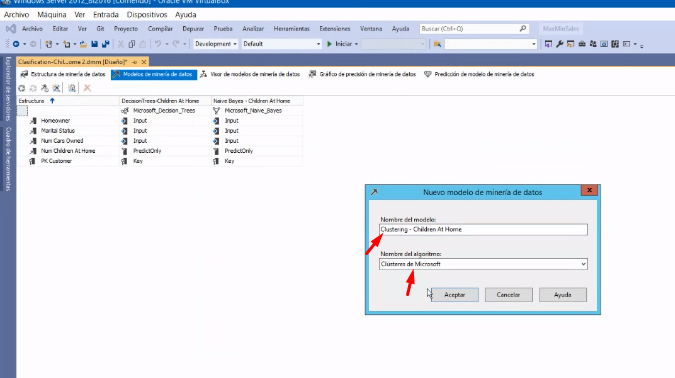 Windows Server 2012_BI2016 [Corriendo] - Oracle VM VirtualBox
Archivo Máquina Ver Entrada Dispositivos Ayuda
Archivo Editar Ver Git Proyecto Compilar Depurar Prueba Analizar Herramientas Extensiones Ventana Ayuda Buscar (Ctrl+Q)
Development Default Iniciar
Clasification-Chil...ome 2.dmm [Diseño]*
Estructura de minería de datos Modelos de minería de datos Visor de modelos de minería de datos Gráfico de precisión de minería de datos Predicción de modelo de minería de datos
Explorador de servidores
Cuadro de herramientas
Estructura DecisionTrees-Children At Home Naive Bayes - Children At Home
Microsoft_Decision_Trees Microsoft_Naive_Bayes
Homeowner Input Input
Marital Status Input Input
Num Cars Owned Input Input
Num Children At Home PredictOnly PredictOnly
PK Customer Key Key
Nuevo modelo de minería de datos
Nombre del modelo:
Clustering - Children At Home
Nombre del algoritmo:
Clústeres de Microsoft
Aceptar Cancelar Ayuda